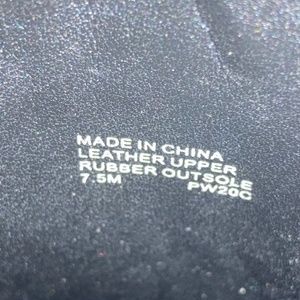 MADE IN CHINA
LEATHER UPPER
RUBBER OUTSOLE
7.5M PW20C